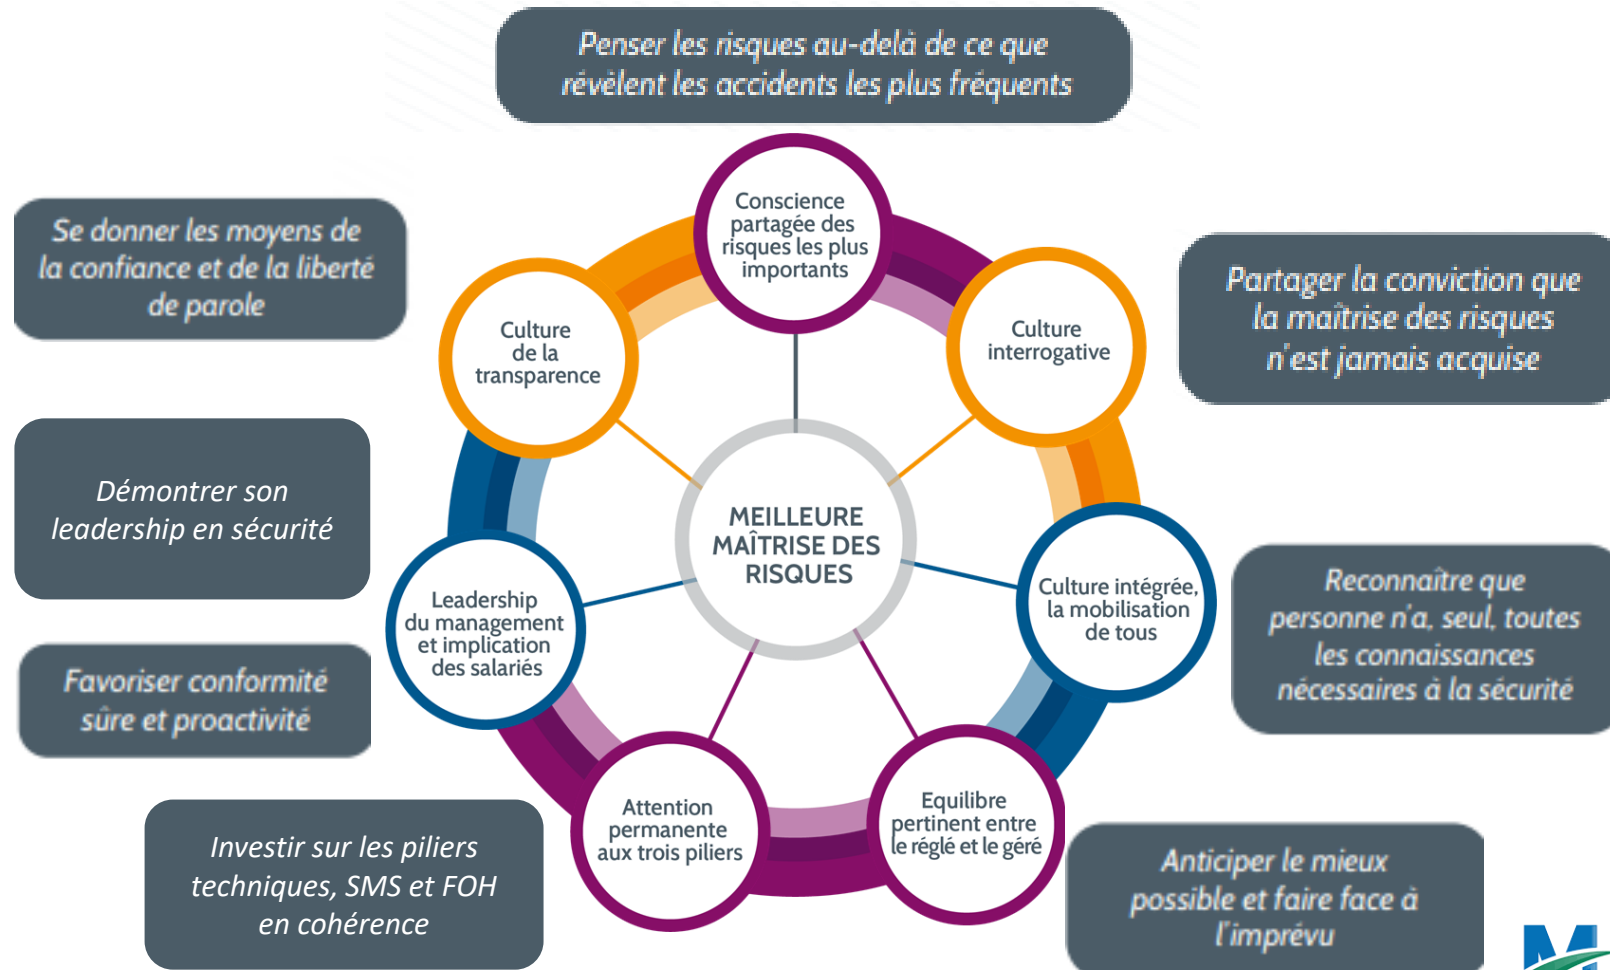 Penser les risques au-delà de ce que
révèlent les accidents les plus fréquents
Conscience
partagée des
risques les plus
importants
Se donner les moyens de
la confiance et de la liberté
de parole
Culture
de la
transparence
Culture
interrogative
Partager la conviction que
la maîtrise des risques
n'est jamais acquise
Démontrer son
leadership en sécurité
MEILLEURE
MAÎTRISE DES
RISQUES
Leadership
du management
et implication
des salariés
Culture intégrée,
la mobilisation
de tous
Reconnaître que
personne n'a, seul, toutes
les connaissances
nécessaires à la sécurité
Favoriser conformité
sûre et proactivité
Attention
permanente
aux trois piliers
Equilibre
pertinent entre
le réglé et le géré
Investir sur les piliers
techniques, SMS et FOH
en cohérence
Anticiper le mieux
possible et faire face à
l'imprévu
M